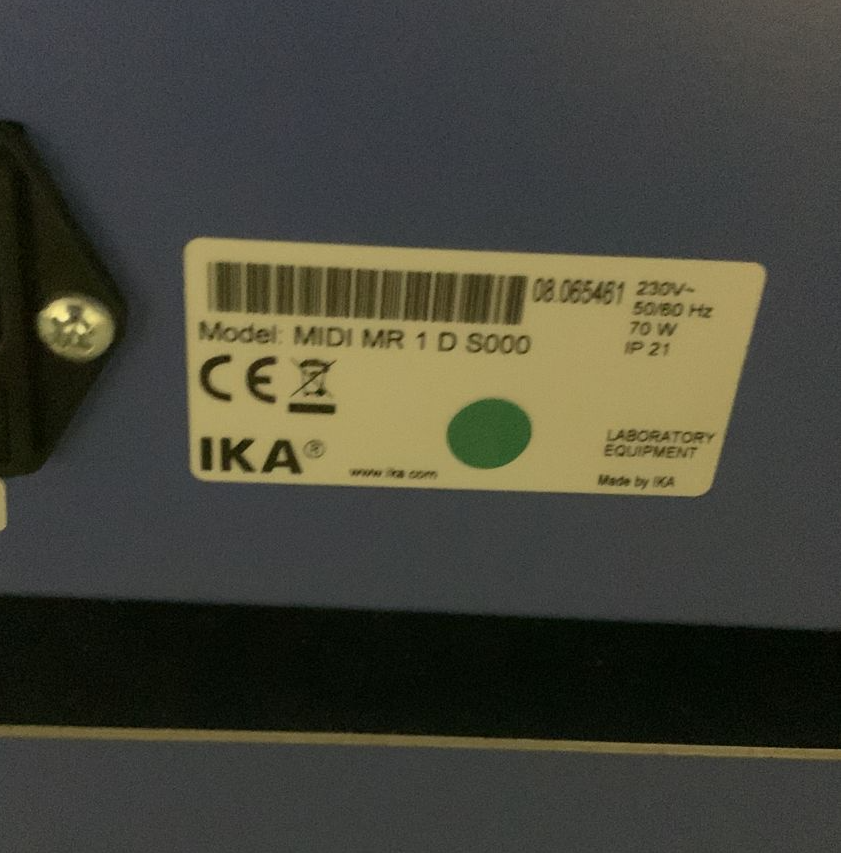 08.065461
230V~
50/60 Hz
70 W
IP 21
Model: MIDI MR 1 D S000
CE
IKA®
www.ika.com
LABORATORY
EQUIPMENT
Made by IKA